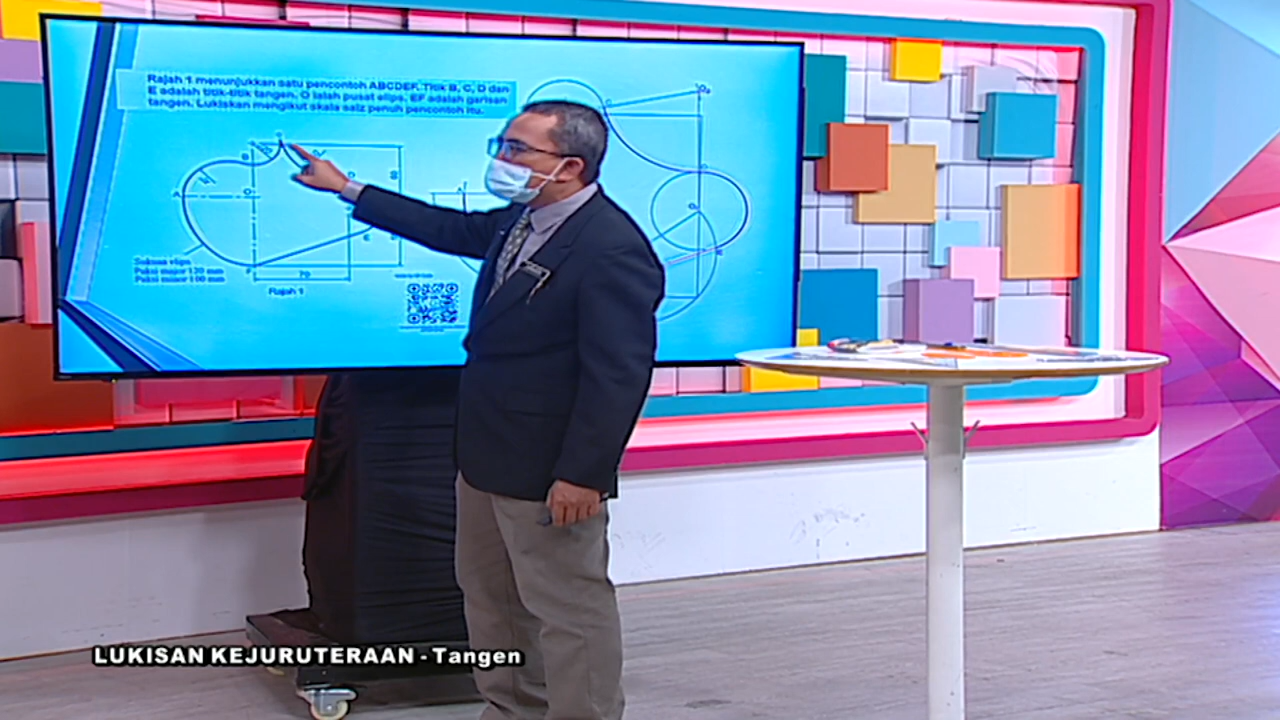 Rajah 1 menunjukkan satu pencontoh ABCDEF. Titik B, C, D dan
E adalah titik-titik tangen. O ialah pusat elips. EF adalah garisan
tangen. Lukiskan mengikut skala saiz penuh pencontoh itu.
B
A
O
D
E
F
70
Separa elips
Paksi major 120 mm
Paksi minor 100 mm
Rajah 1
LUKISAN KEJURUTERAAN - Tangen